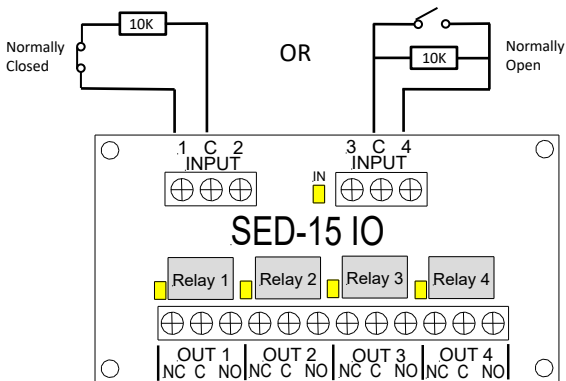 10K
Normally
Closed
OR
10K
Normally
Open
1 C 2
INPUT
3 C 4
INPUT
IN
SED-15 IO
Relay 1
Relay 2
Relay 3
Relay 4
OUT 1
OUT 2
OUT 3
OUT 4
NC C NO
NC C NO
NC C NO
NC C NO